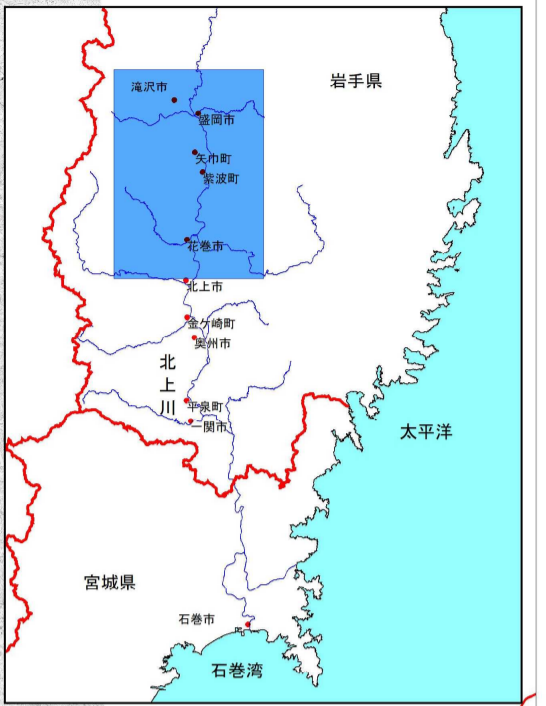 岩手県
滝沢市
盛岡市
矢巾町
紫波町
花巻市
北上市
金ケ崎町
奥州市
北上川
平泉町
一関市
太平洋
宮城県
石巻市
石巻湾